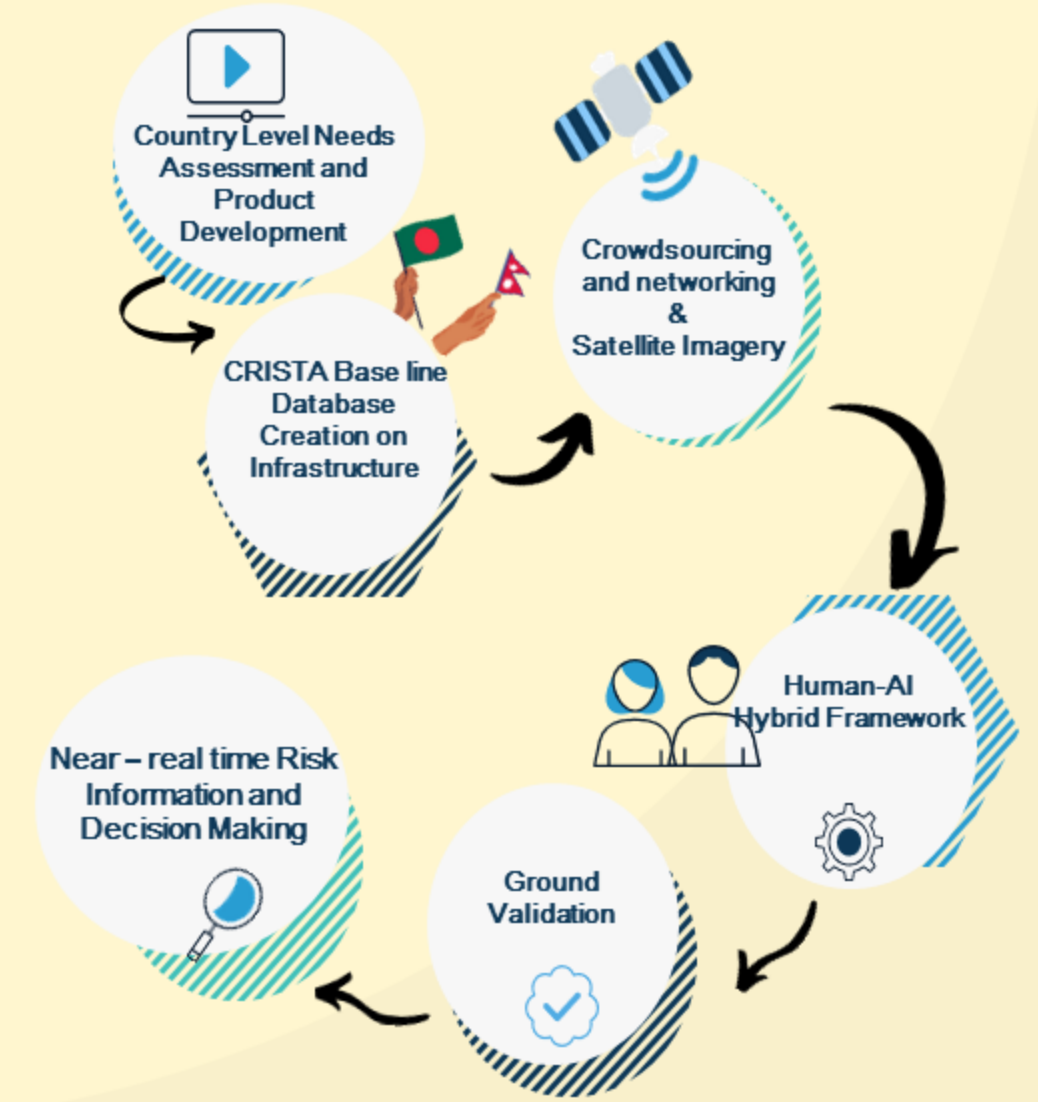 Country Level Needs
Assessment and
Product
Development
CRISTA Base line
Database
Creation on
Infrastructure
Crowdsourcing
and networking
&
Satellite Imagery
Human-AI
Hybrid Framework
Ground
Validation
Near – real time Risk
Information and
Decision Making